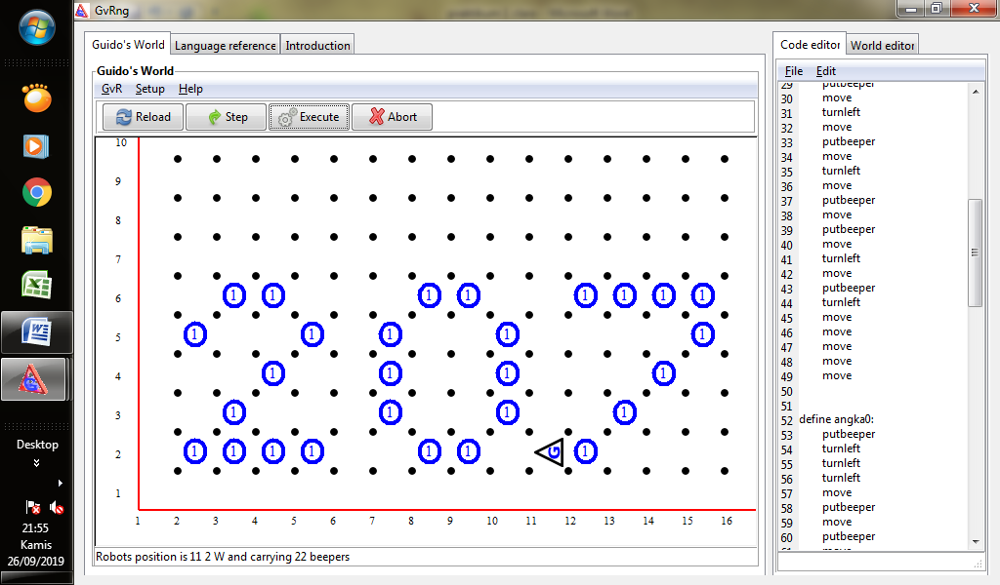 GvRng
Guido's World
Language reference
Introduction
Code editor
World editor
Guido's World
GvR Setup Help
Reload
Step
Execute
Abort
File Edit
10
9
8
7
6 1 1 1 1 1 1 1 1
5 1 1 1 1 1
4 1 1 1 1
3 1 1 1 1
2 1 1 1 1 1 1 G 1
1
1 2 3 4 5 6 7 8 9 10 11 12 13 14 15 16
Robots position is 11 2 W and carrying 22 beepers
29 putbeeper
30 move
31 turnleft
32 move
33 putbeeper
34 move
35 turnleft
36 move
37 putbeeper
38 move
39 putbeeper
40 move
41 turnleft
42 move
43 putbeeper
44 turnleft
45 move
46 move
47 move
48 move
49 move
50
51
52 define angka0:
53 putbeeper
54 turnleft
55 turnleft
56 turnleft
57 move
58 putbeeper
59 move
60 putbeeper
61 move
Desktop
21:55
Kamis
26/09/2019